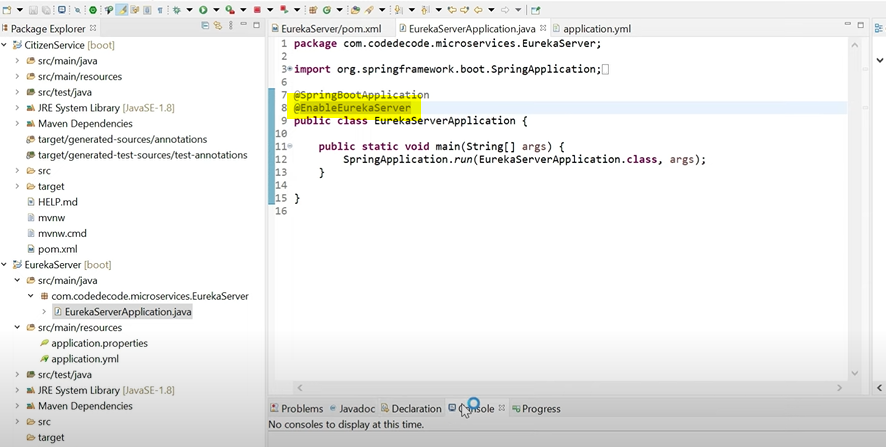 Package Explorer
CitizenService [boot]
src/main/java
src/main/resources
src/test/java
JRE System Library [JavaSE-1.8]
Maven Dependencies
target/generated-sources/annotations
target/generated-test-sources/test-annotations
src
target
HELP.md
mvnw
mvnw.cmd
pom.xml
EurekaServer [boot]
src/main/java
com.codedecode.microservices.EurekaServer
EurekaServerApplication.java
src/main/resources
application.properties
application.yml
src/test/java
JRE System Library [JavaSE-1.8]
Maven Dependencies
src
target
EurekaServer/pom.xml
EurekaServerApplication.java
application.yml
1 package com.codedecode.microservices.EurekaServer;
2
3 import org.springframework.boot.SpringApplication;
6
7 @SpringBootApplication
8 @EnableEurekaServer
9 public class EurekaServerApplication {
10
11 public static void main(String[] args) {
12 SpringApplication.run(EurekaServerApplication.class, args);
13 }
14
15 }
16
Problems Javadoc Declaration Console Progress
No consoles to display at this time.